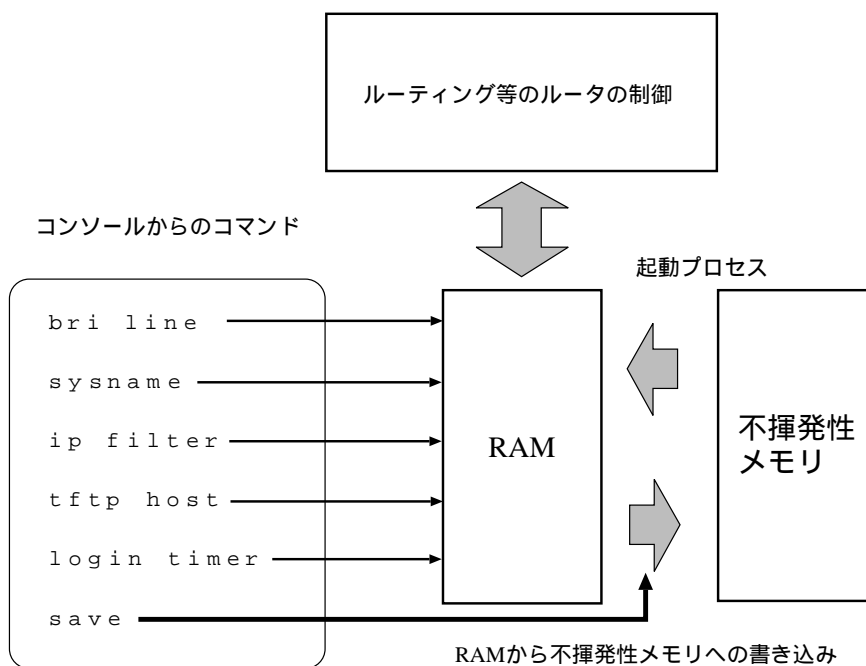 ルーティング等のルータの制御
コンソールからのコマンド
起動プロセス
bri line
sysname
ip filter
tftp host
login timer
save
RAM
不揮発性
メモリ
RAMから不揮発性メモリへの書き込み